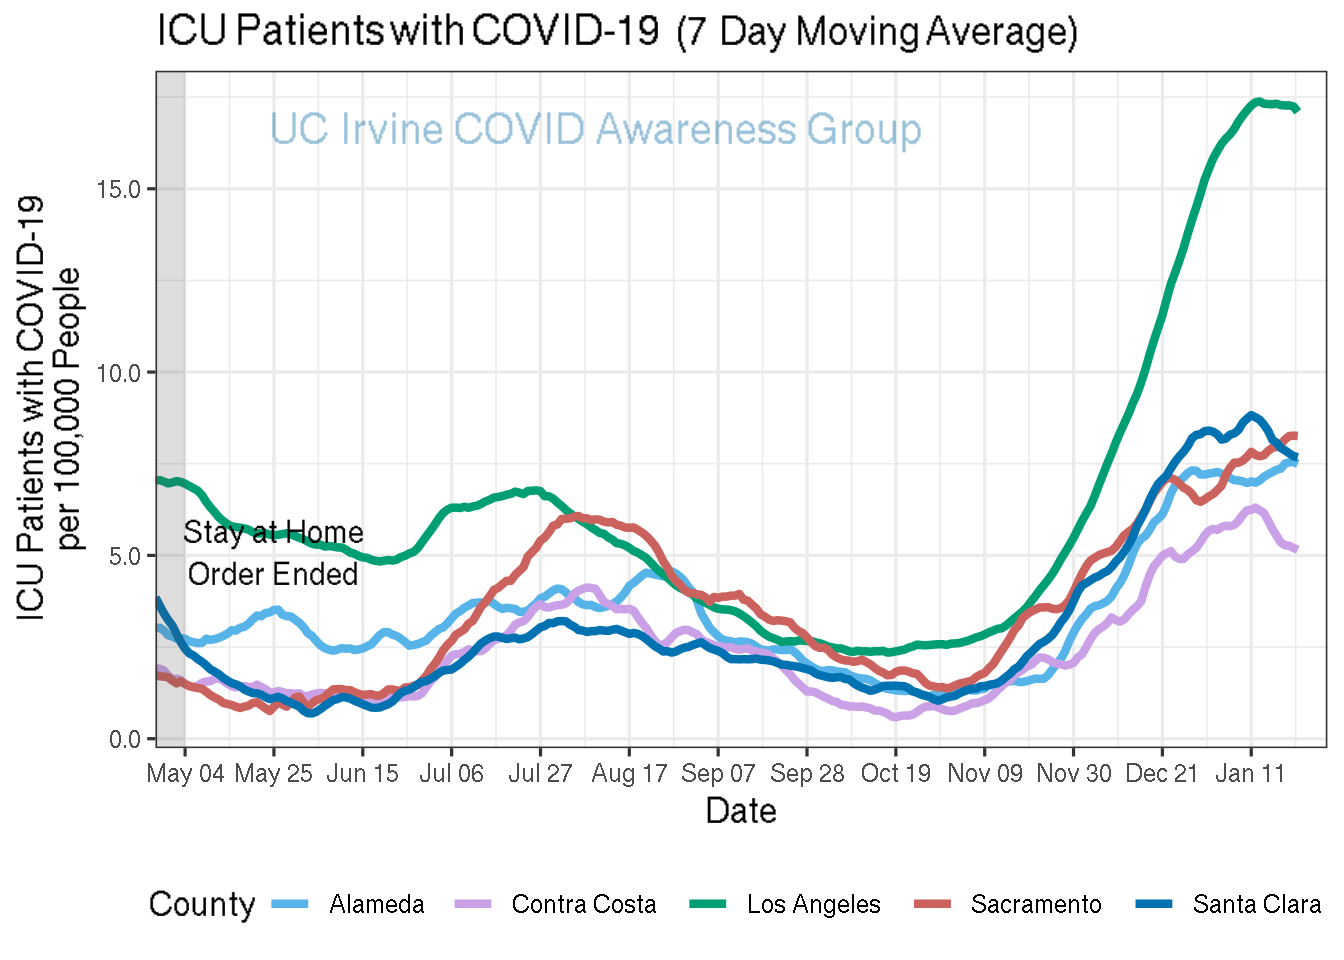 ICU Patients with COVID-19 (7 Day Moving Average)
UC Irvine COVID Awareness Group
ICU Patients with COVID-19
per 100,000 People
15.0
10.0
5.0
0.0
Stay at Home
Order Ended
May 04 May 25 Jun 15 Jul 06 Jul 27 Aug 17 Sep 07 Sep 28 Oct 19 Nov 09 Nov 30 Dec 21 Jan 11
Date
County Alameda Contra Costa Los Angeles Sacramento Santa Clara